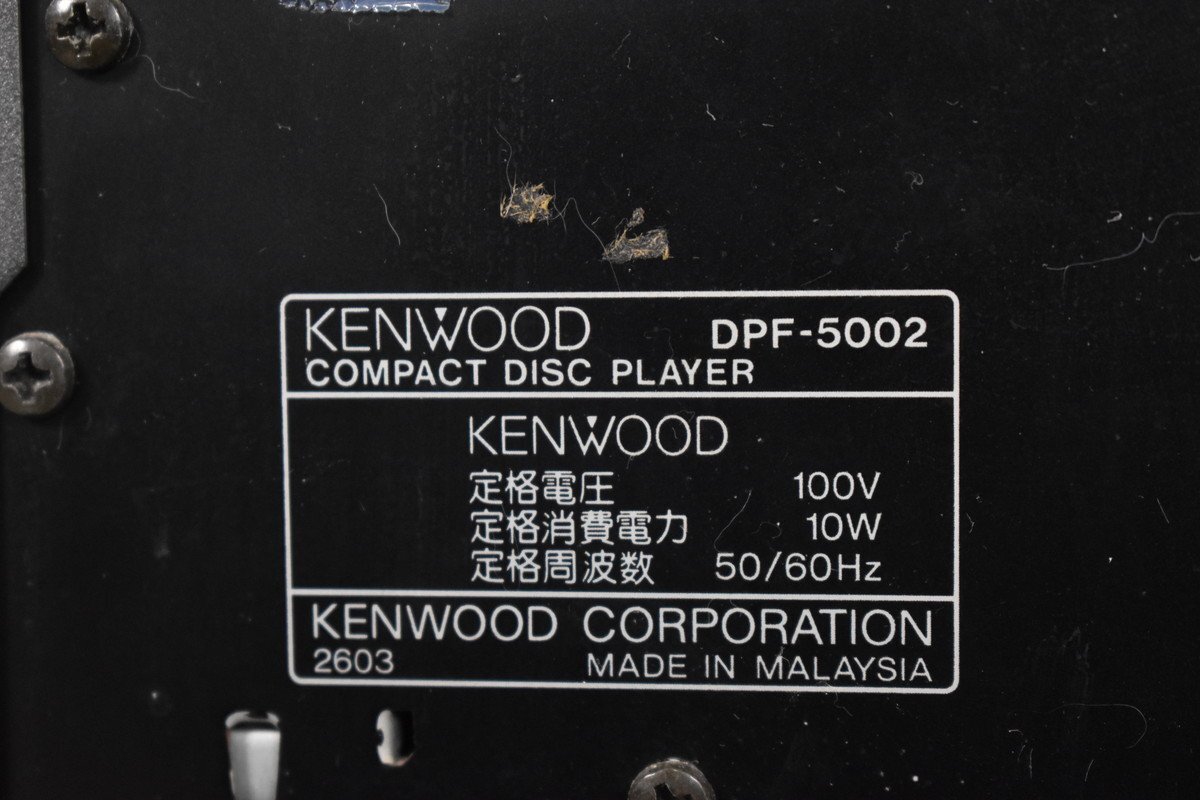 KENWOOD DPF-5002
COMPACT DISC PLAYER
KENWOOD
定格電圧 100V
定格消費電力 10W
定格周波数 50/60Hz
KENWOOD CORPORATION
2603 MADE IN MALAYSIA